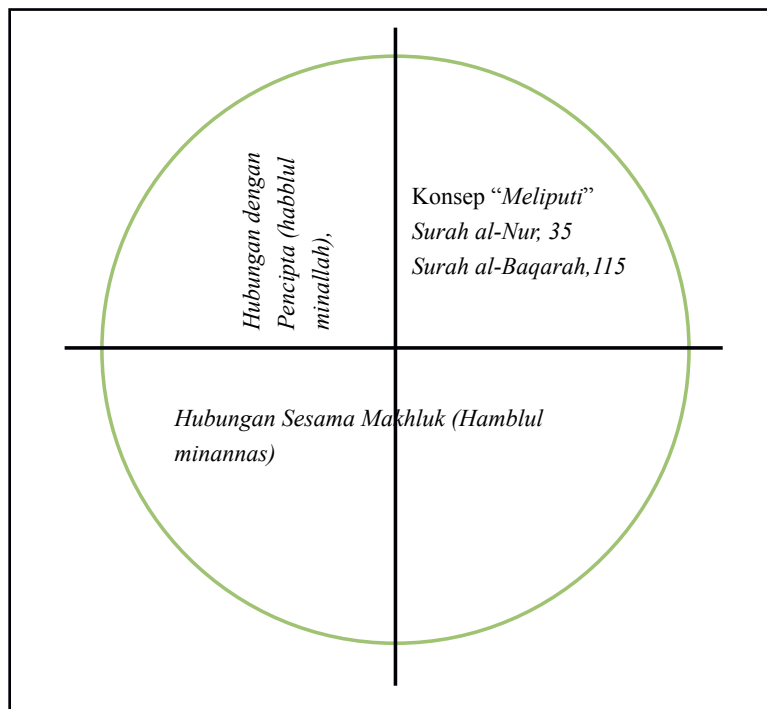 Hubungan dengan
Pencipta (habblul
minallah),
Konsep “Meliputi”
Surah al-Nur, 35
Surah al-Baqarah,115
Hubungan Sesama Makhluk (Hamblul
minannas)